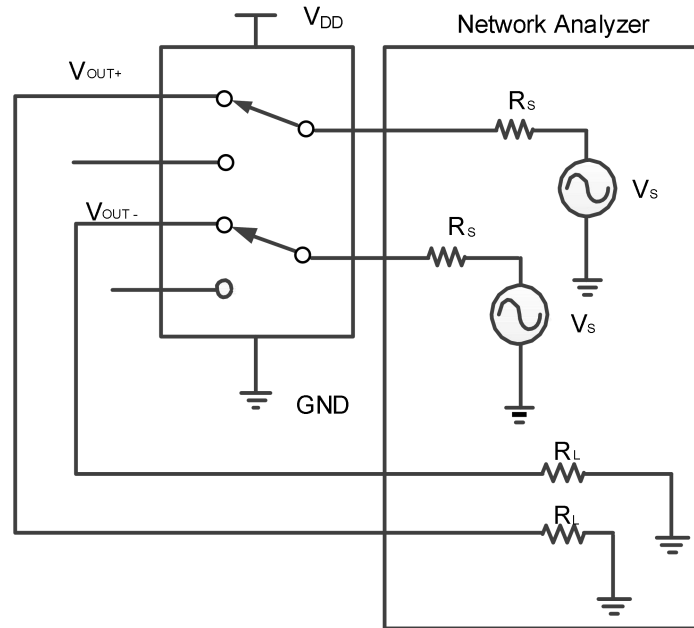 VDD
Network Analyzer
VOUT+
RS
VS
VOUT -
RS
VS
GND
RL
RL